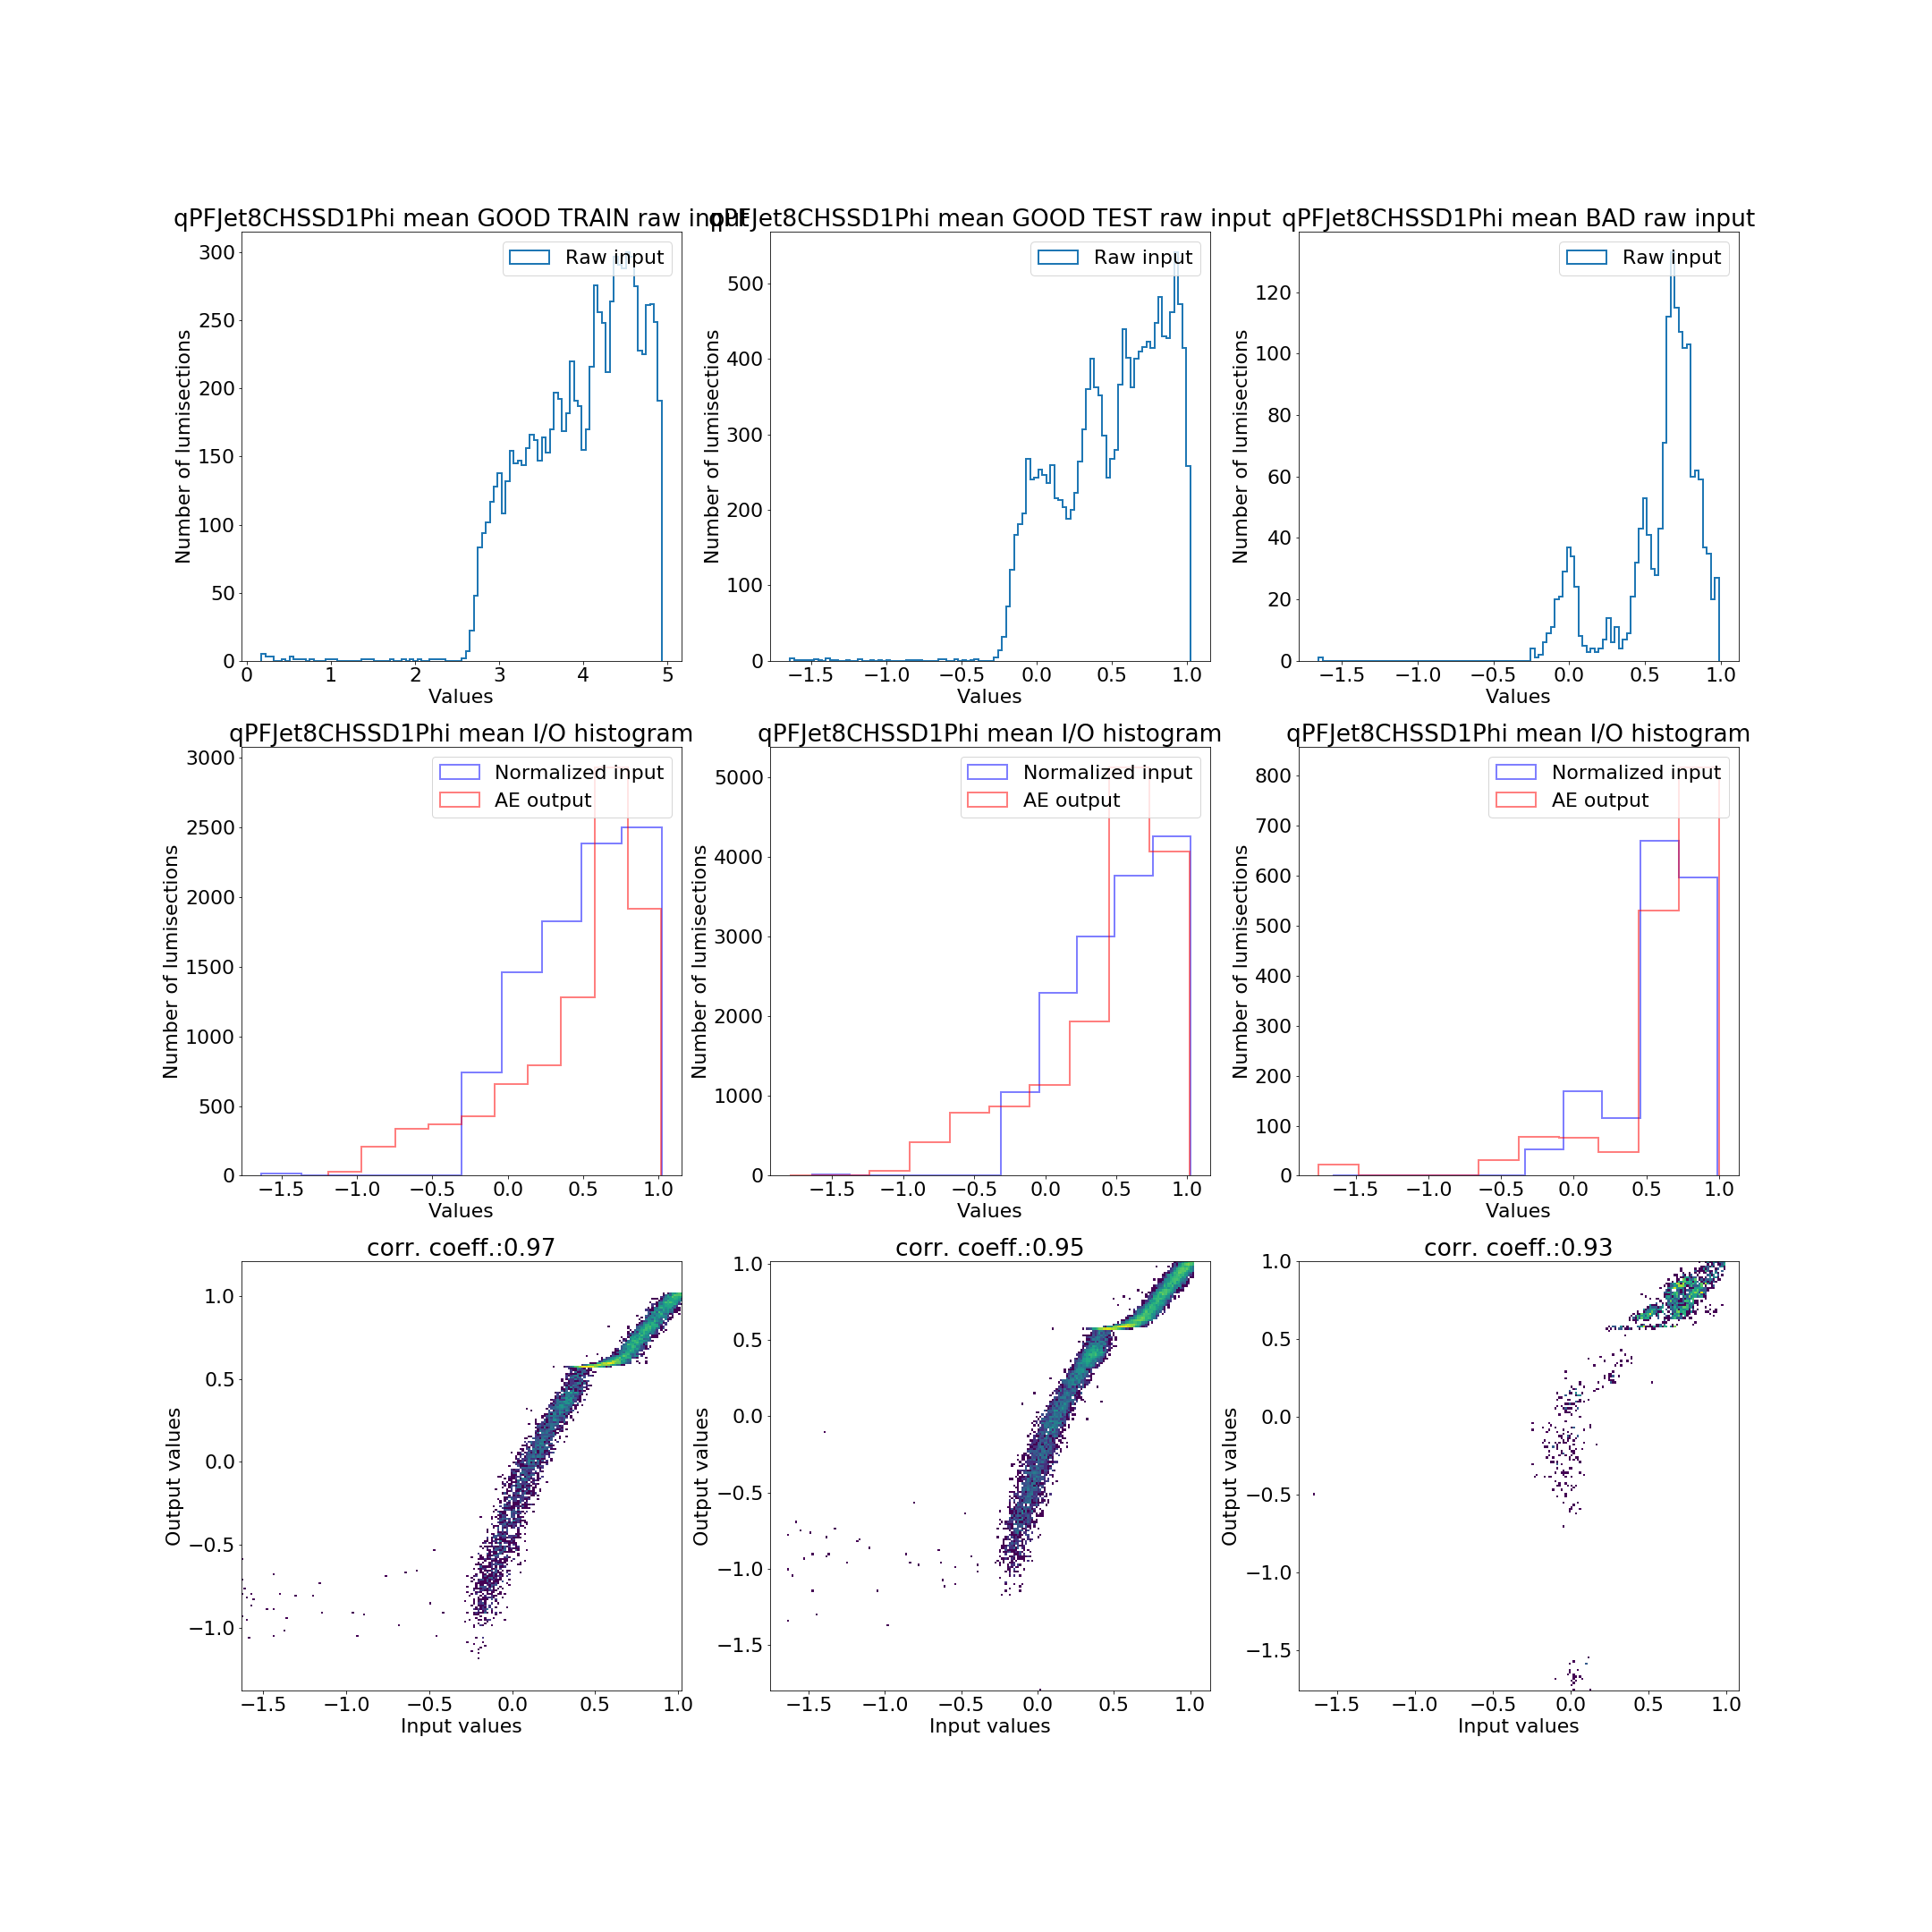 qPFJet8CHSSD1Phi mean GOOD TRAIN raw input
qPFJet8CHSSD1Phi mean GOOD TEST raw input
qPFJet8CHSSD1Phi mean BAD raw input
Raw input
Raw input
Raw input
Number of lumisections
300
250
200
150
100
50
0
0 1 2 3 4 5
Values
Number of lumisections
500
400
300
200
100
0
−1.5 −1.0 −0.5 0.0 0.5 1.0
Values
Number of lumisections
120
100
80
60
40
20
0
−1.5 −1.0 −0.5 0.0 0.5 1.0
Values
qPFJet8CHSSD1Phi mean I/O histogram
qPFJet8CHSSD1Phi mean I/O histogram
qPFJet8CHSSD1Phi mean I/O histogram
Normalized input
AE output
Normalized input
AE output
Normalized input
AE output
Number of lumisections
3000
2500
2000
1500
1000
500
0
−1.5 −1.0 −0.5 0.0 0.5 1.0
Values
Number of lumisections
5000
4000
3000
2000
1000
0
−1.5 −1.0 −0.5 0.0 0.5 1.0
Values
Number of lumisections
800
700
600
500
400
300
200
100
0
−1.5 −1.0 −0.5 0.0 0.5 1.0
Values
corr. coeff.:0.97
corr. coeff.:0.95
corr. coeff.:0.93
Output values
1.0
0.5
0.0
−0.5
−1.0
−1.5 −1.0 −0.5 0.0 0.5 1.0
Input values
Output values
1.0
0.5
0.0
−0.5
−1.0
−1.5
−1.5 −1.0 −0.5 0.0 0.5 1.0
Input values
Output values
1.0
0.5
0.0
−0.5
−1.0
−1.5
−1.5 −1.0 −0.5 0.0 0.5 1.0
Input values